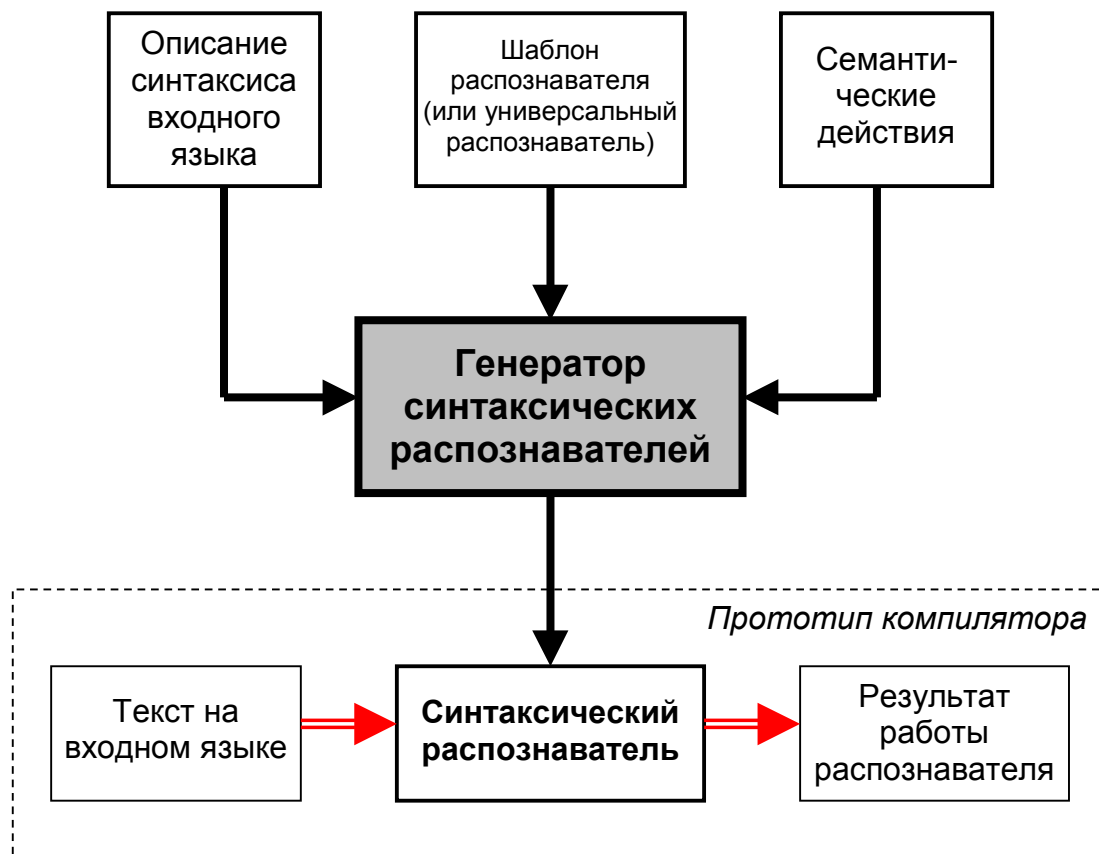 Описание
синтаксиса
входного
языка
Шаблон
распознавателя
(или универсальный
распознаватель)
Семанти-
ческие
действия
Генератор
синтаксических
распознавателей
Прототип компилятора
Текст на
входном языке
Синтаксический
распознаватель
Результат
работы
распознавателя